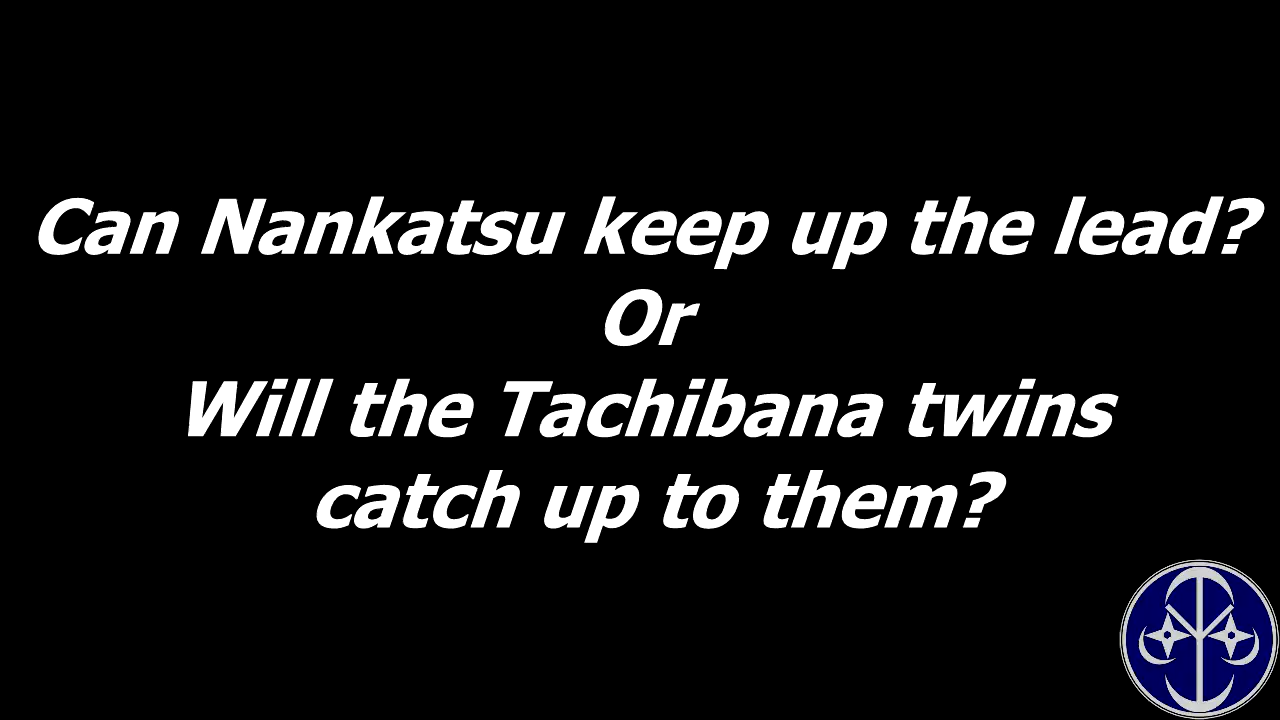 Can Nankatsu keep up the lead?
Or
Will the Tachibana twins
catch up to them?